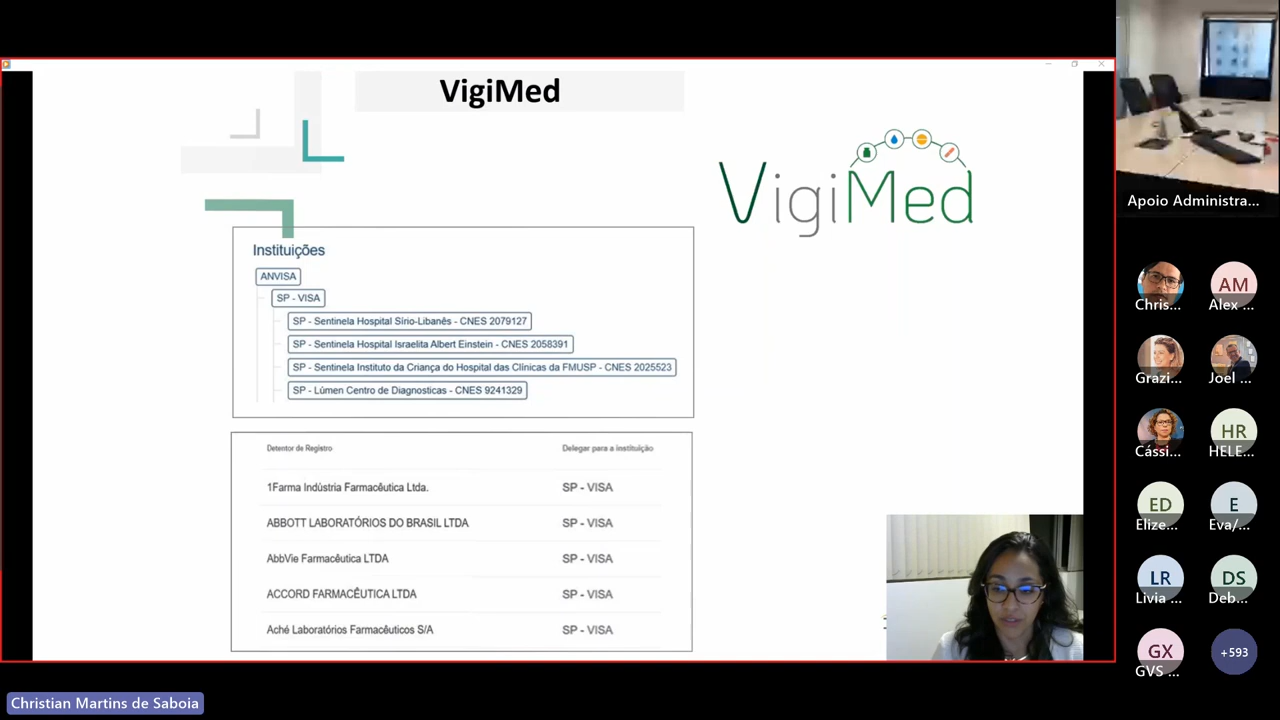 VigiMed
VigiMed
Instituições
ANVISA
SP - VISA
SP - Sentinela Hospital Sírio-Libanês - CNES 2079127
SP - Sentinela Hospital Israelita Albert Einstein - CNES 2058391
SP - Sentinela Instituto da Criança do Hospital das Clínicas da FMUSP - CNES 2025523
SP - Lúmen Centro de Diagnosticas - CNES 9241329
Detentor de Registro Delegar para a instituição
1Farma Indústria Farmacêutica Ltda. SP - VISA
ABBOTT LABORATÓRIOS DO BRASIL LTDA SP - VISA
AbbVie Farmacêutica LTDA SP - VISA
ACCORD FARMACÊUTICA LTDA SP - VISA
Aché Laboratórios Farmacêuticos S/A SP - VISA
Apoio Administra...
Chris...
AM
Alex ...
Grazi...
Joel ...
Cássi...
HR
HELE...
ED
Elize...
E
Eva/...
LR
Livia ...
DS
Deb...
GX
GVS ...
+593
Christian Martins de Saboia